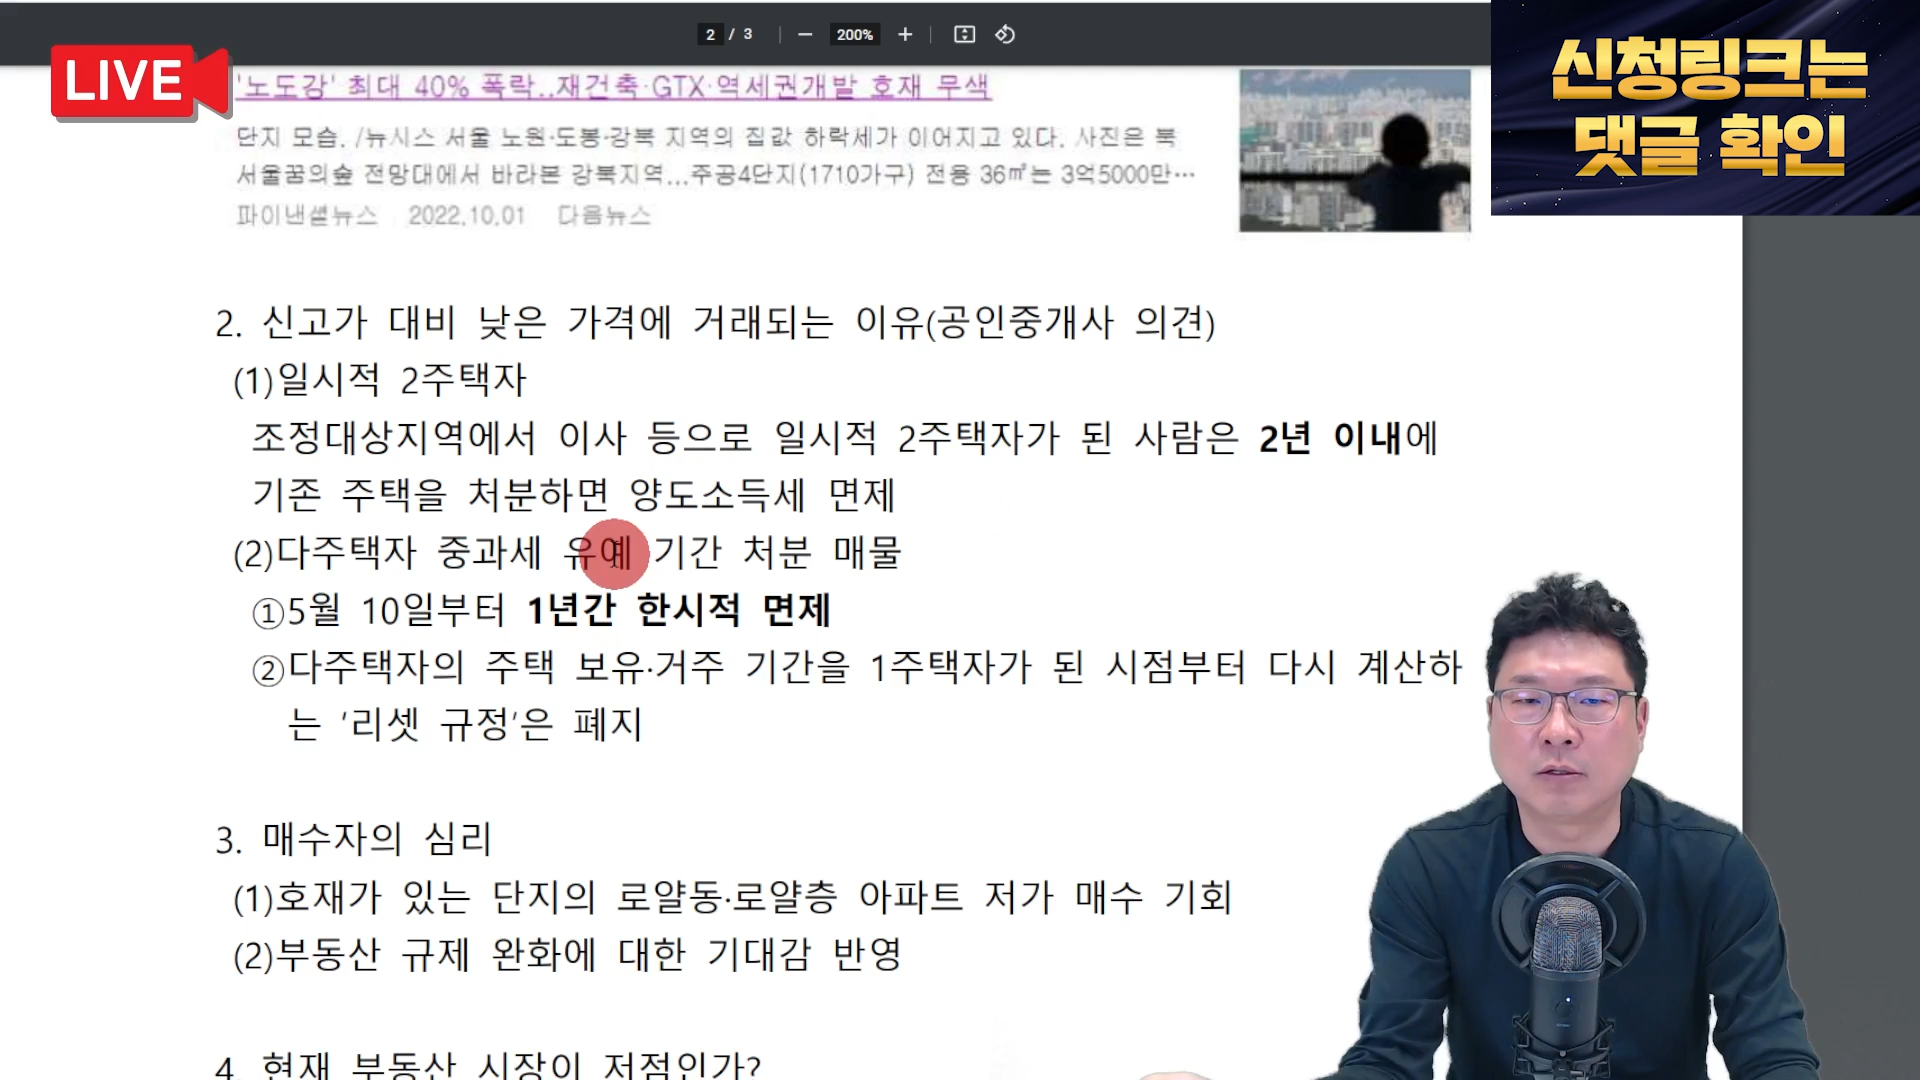 2 / 3
200%
LIVE
신청링크는
댓글 확인
'노도강' 최대 40% 폭락..재건축·GTX·역세권개발 호재 무색
단지 모습. /뉴시스 서울 노원·도봉·강북 지역의 집값 하락세가 이어지고 있다. 사진은 북
서울꿈의숲 전망대에서 바라본 강북지역...주공4단지(1710가구) 전용 36㎡는 3억5000만…
파이낸셜뉴스 2022.10.01 다음뉴스
2. 신고가 대비 낮은 가격에 거래되는 이유(공인중개사 의견)
(1)일시적 2주택자
조정대상지역에서 이사 등으로 일시적 2주택자가 된 사람은 2년 이내에
기존 주택을 처분하면 양도소득세 면제
(2)다주택자 중과세 유예 기간 처분 매물
①5월 10일부터 1년간 한시적 면제
②다주택자의 주택 보유·거주 기간을 1주택자가 된 시점부터 다시 계산하
는 '리셋 규정'은 폐지
3. 매수자의 심리
(1)호재가 있는 단지의 로얄동·로얄층 아파트 저가 매수 기회
(2)부동산 규제 완화에 대한 기대감 반영
4. 현재 부동산 시장이 저점인가?